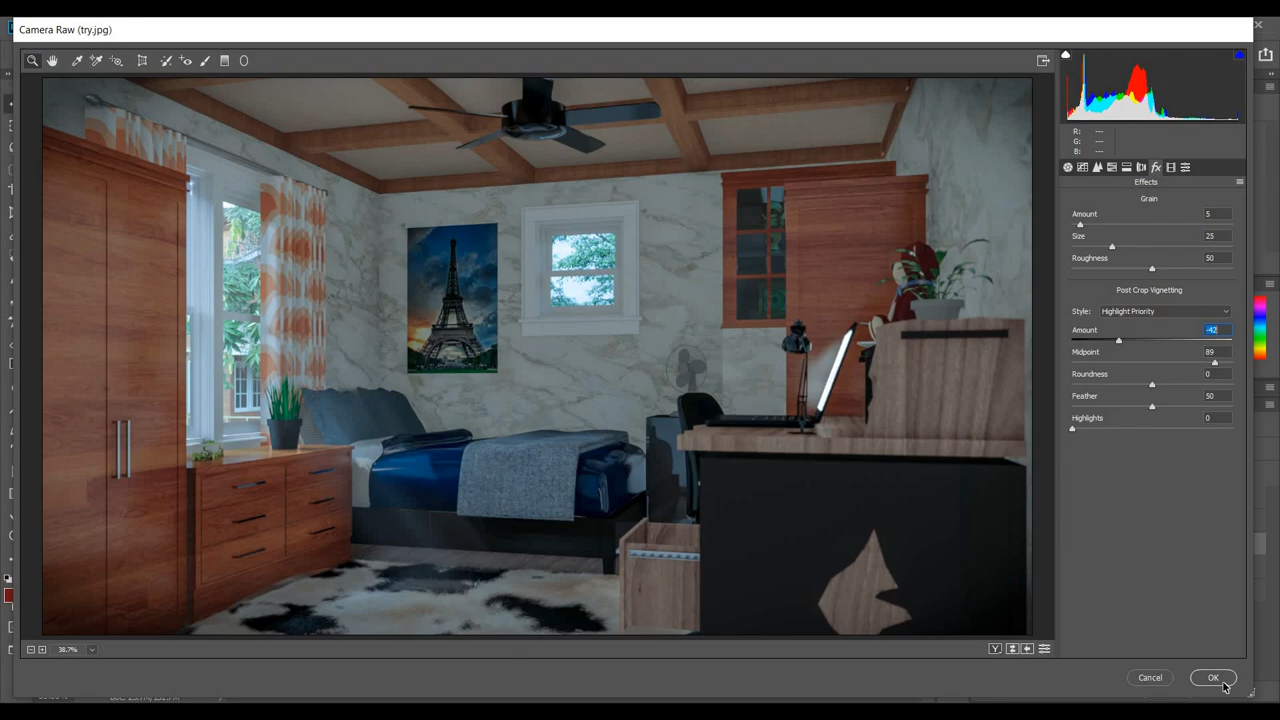 Camera Raw (try.jpg)
R: ---
G: ---
B: ---
fx
Effects
Grain
Amount 5
Size 25
Roughness 50
Post Crop Vignetting
Style: Highlight Priority
Amount -42
Midpoint 89
Roundness 0
Feather 50
Highlights 0
38.7%
Y
Cancel OK